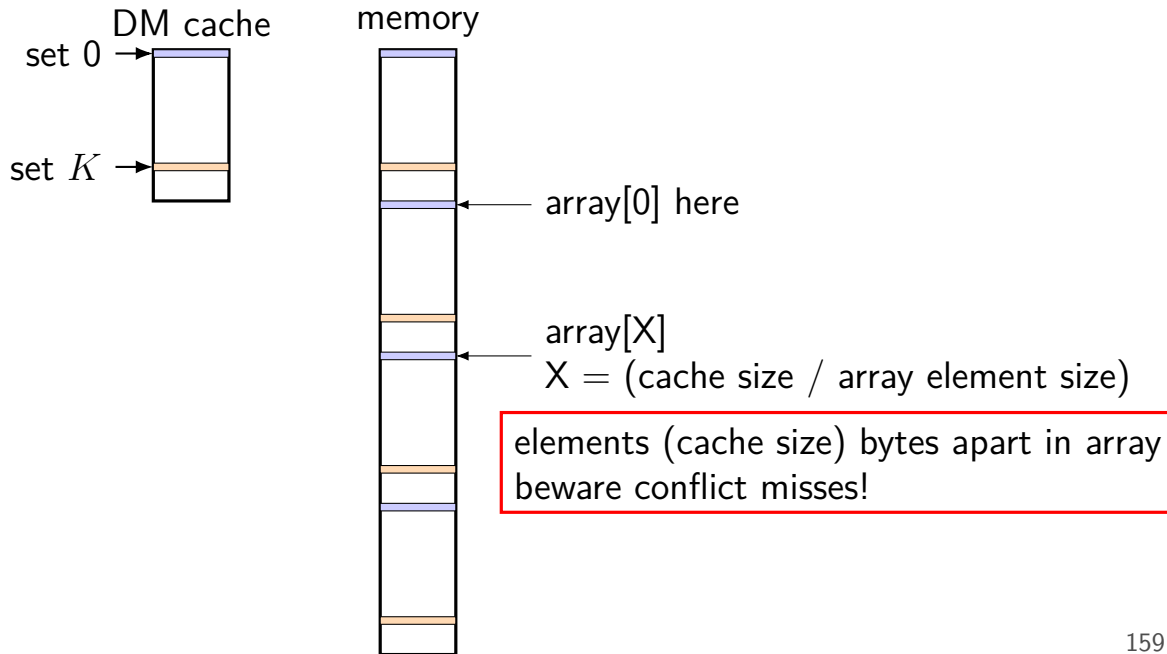 DM cache
memory
set 0
set K
array[0] here
array[X]
X = (cache size / array element size)
elements (cache size) bytes apart in array
beware conflict misses!
159